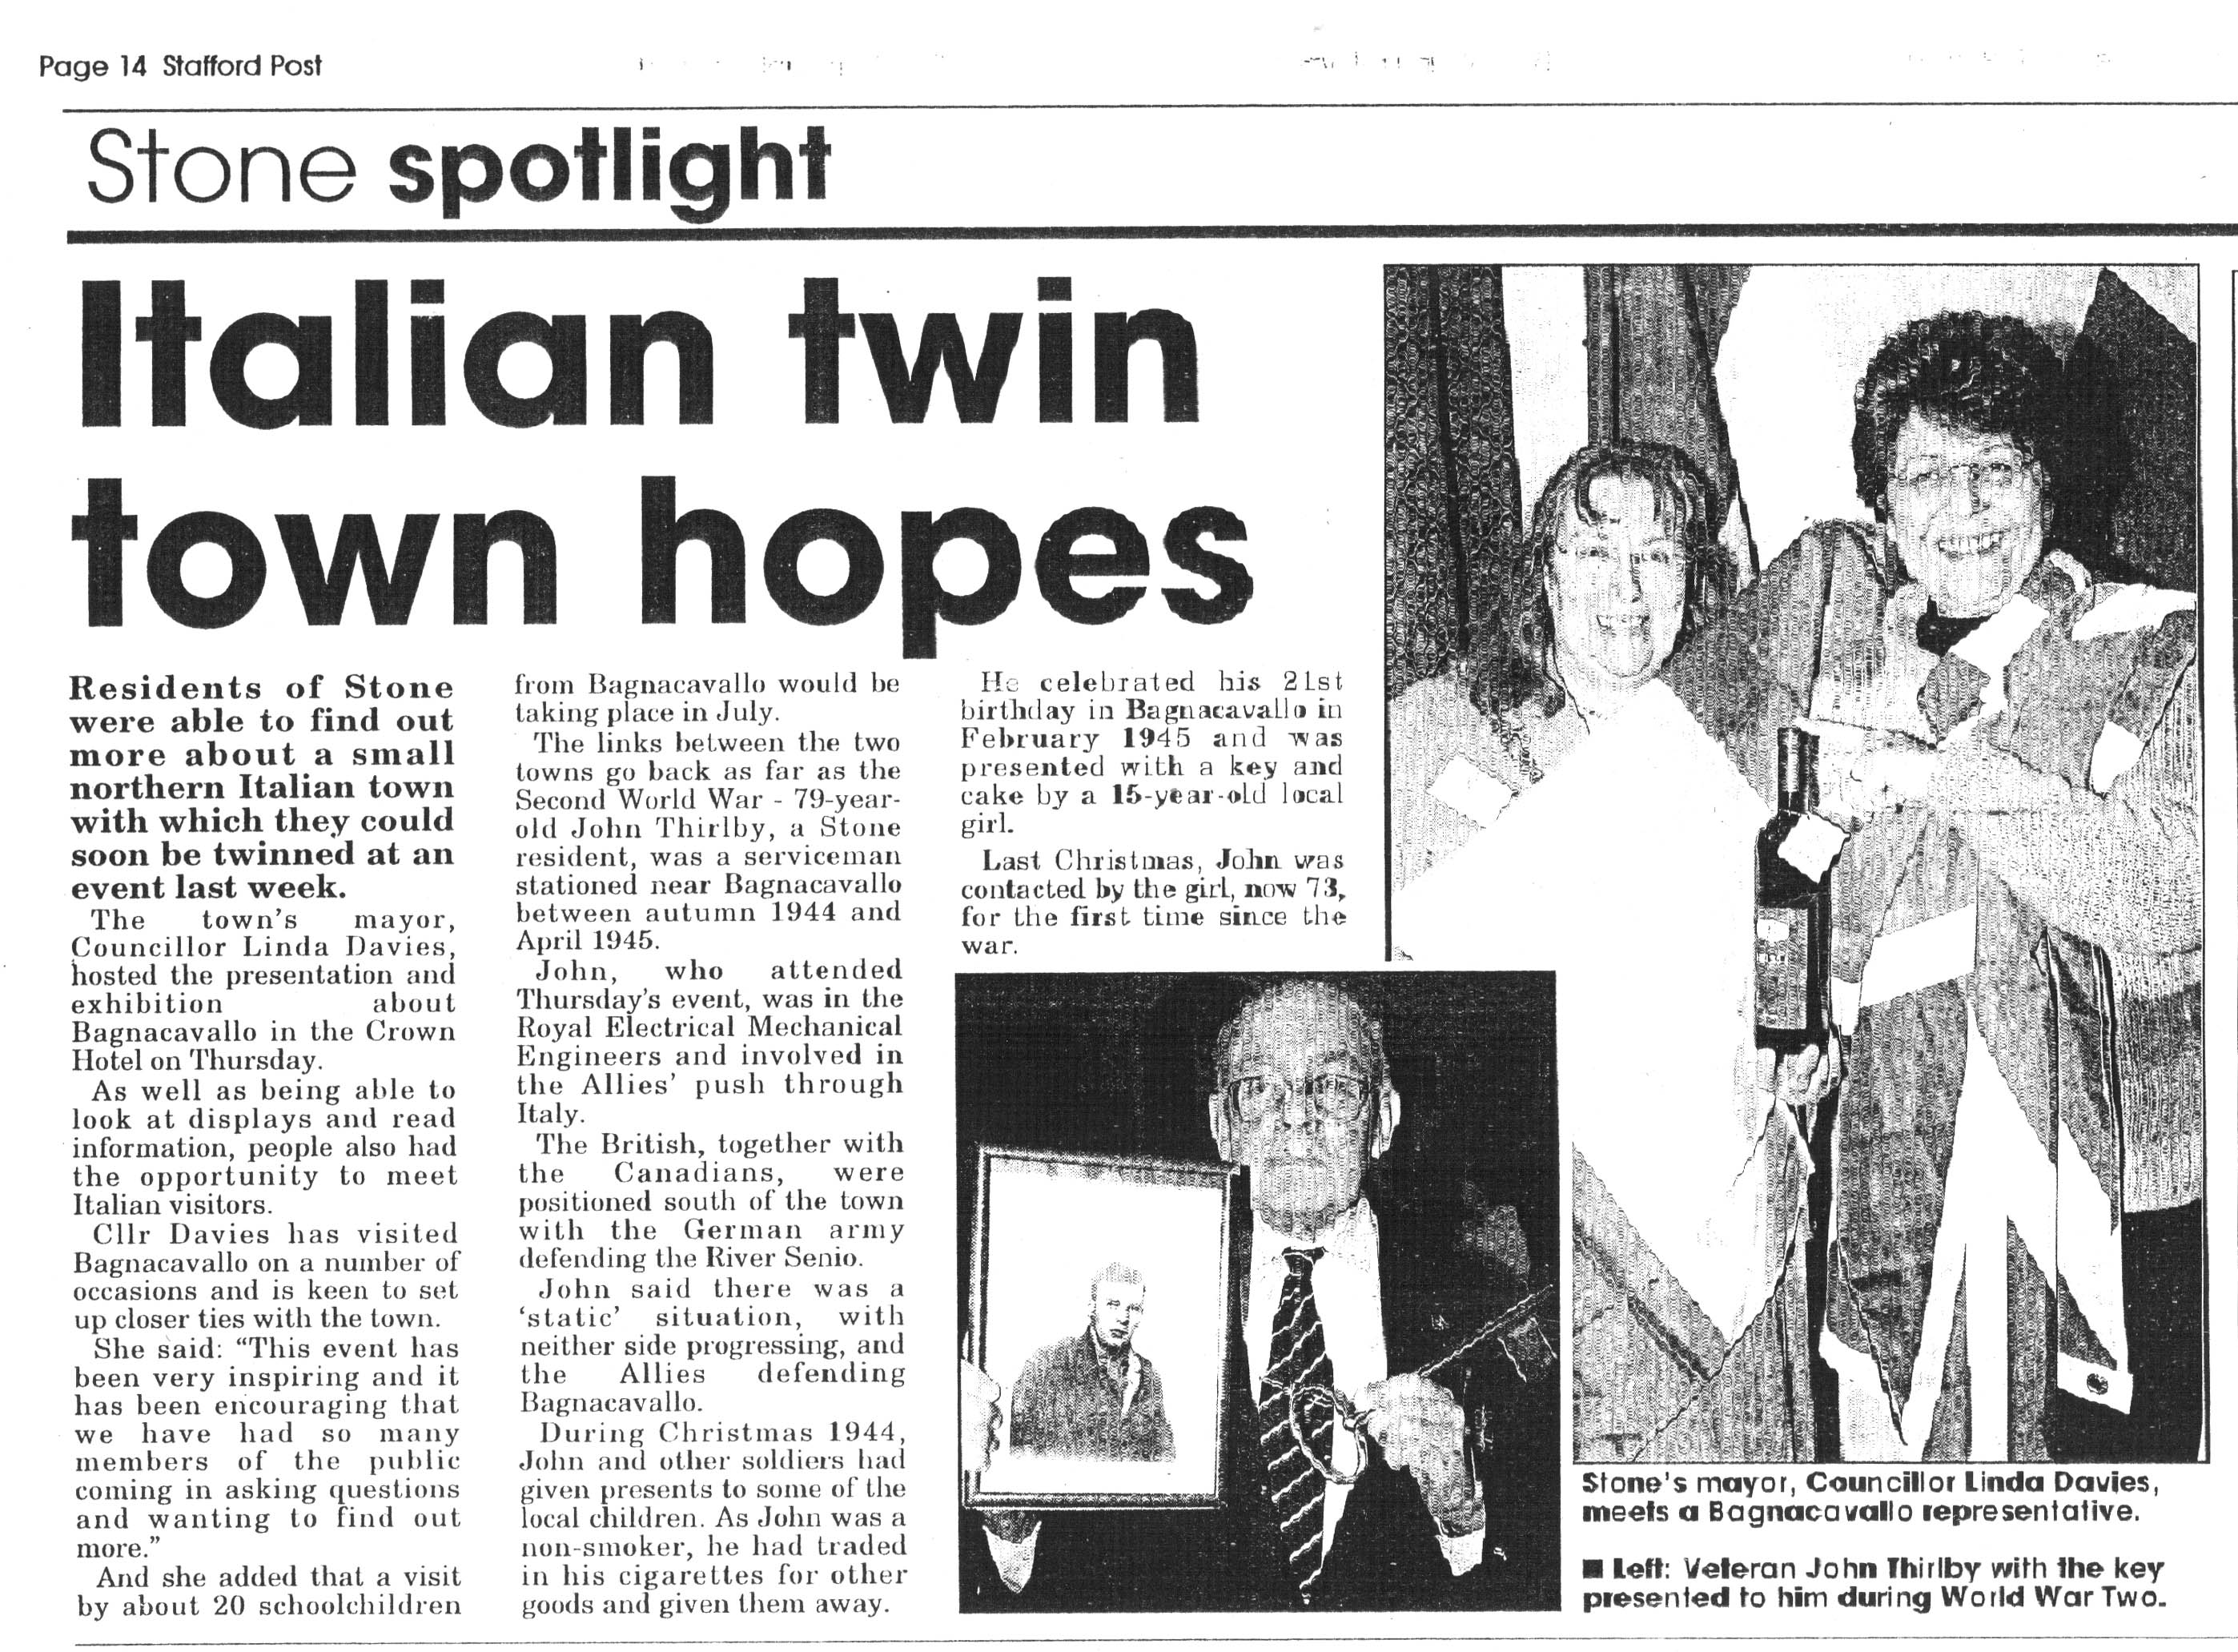 Page 14 Stafford Post
Stone spotlight
Italian twin
town hopes
Residents of Stone
were able to find out
more about a small
northern Italian town
with which they could
soon be twinned at an
event last week.
The town's mayor,
Councillor Linda Davies,
hosted the presentation and
exhibition about
Bagnacavallo in the Crown
Hotel on Thursday.
As well as being able to
look at displays and read
information, people also had
the opportunity to meet
Italian visitors.
Cllr Davies has visited
Bagnacavallo on a number of
occasions and is keen to set
up closer ties with the town.
She said: “This event has
been very inspiring and it
has been encouraging that
we have had so many
members of the public
coming in asking questions
and wanting to find out
more.”
And she added that a visit
by about 20 schoolchildren
from Bagnacavallo would be
taking place in July.
The links between the two
towns go back as far as the
Second World War - 79-year-
old John Thirlby, a Stone
resident, was a serviceman
stationed near Bagnacavallo
between autumn 1944 and
April 1945.
John, who attended
Thursday's event, was in the
Royal Electrical Mechanical
Engineers and involved in
the Allies' push through
Italy.
The British, together with
the Canadians, were
positioned south of the town
with the German army
defending the River Senio.
John said there was a
‘static’ situation, with
neither side progressing, and
the Allies defending
Bagnacavallo.
During Christmas 1944,
John and other soldiers had
given presents to some of the
local children. As John was a
non-smoker, he had traded
in his cigarettes for other
goods and given them away.
He celebrated his 21st
birthday in Bagnacavallo in
February 1945 and was
presented with a key and
cake by a 15-year-old local
girl.
Last Christmas, John was
contacted by the girl, now 73,
for the first time since the
war.
Stone's mayor, Councillor Linda Davies,
meets a Bagnacavallo representative.
■ Left: Veteran John Thirlby with the key
presented to him during World War Two.